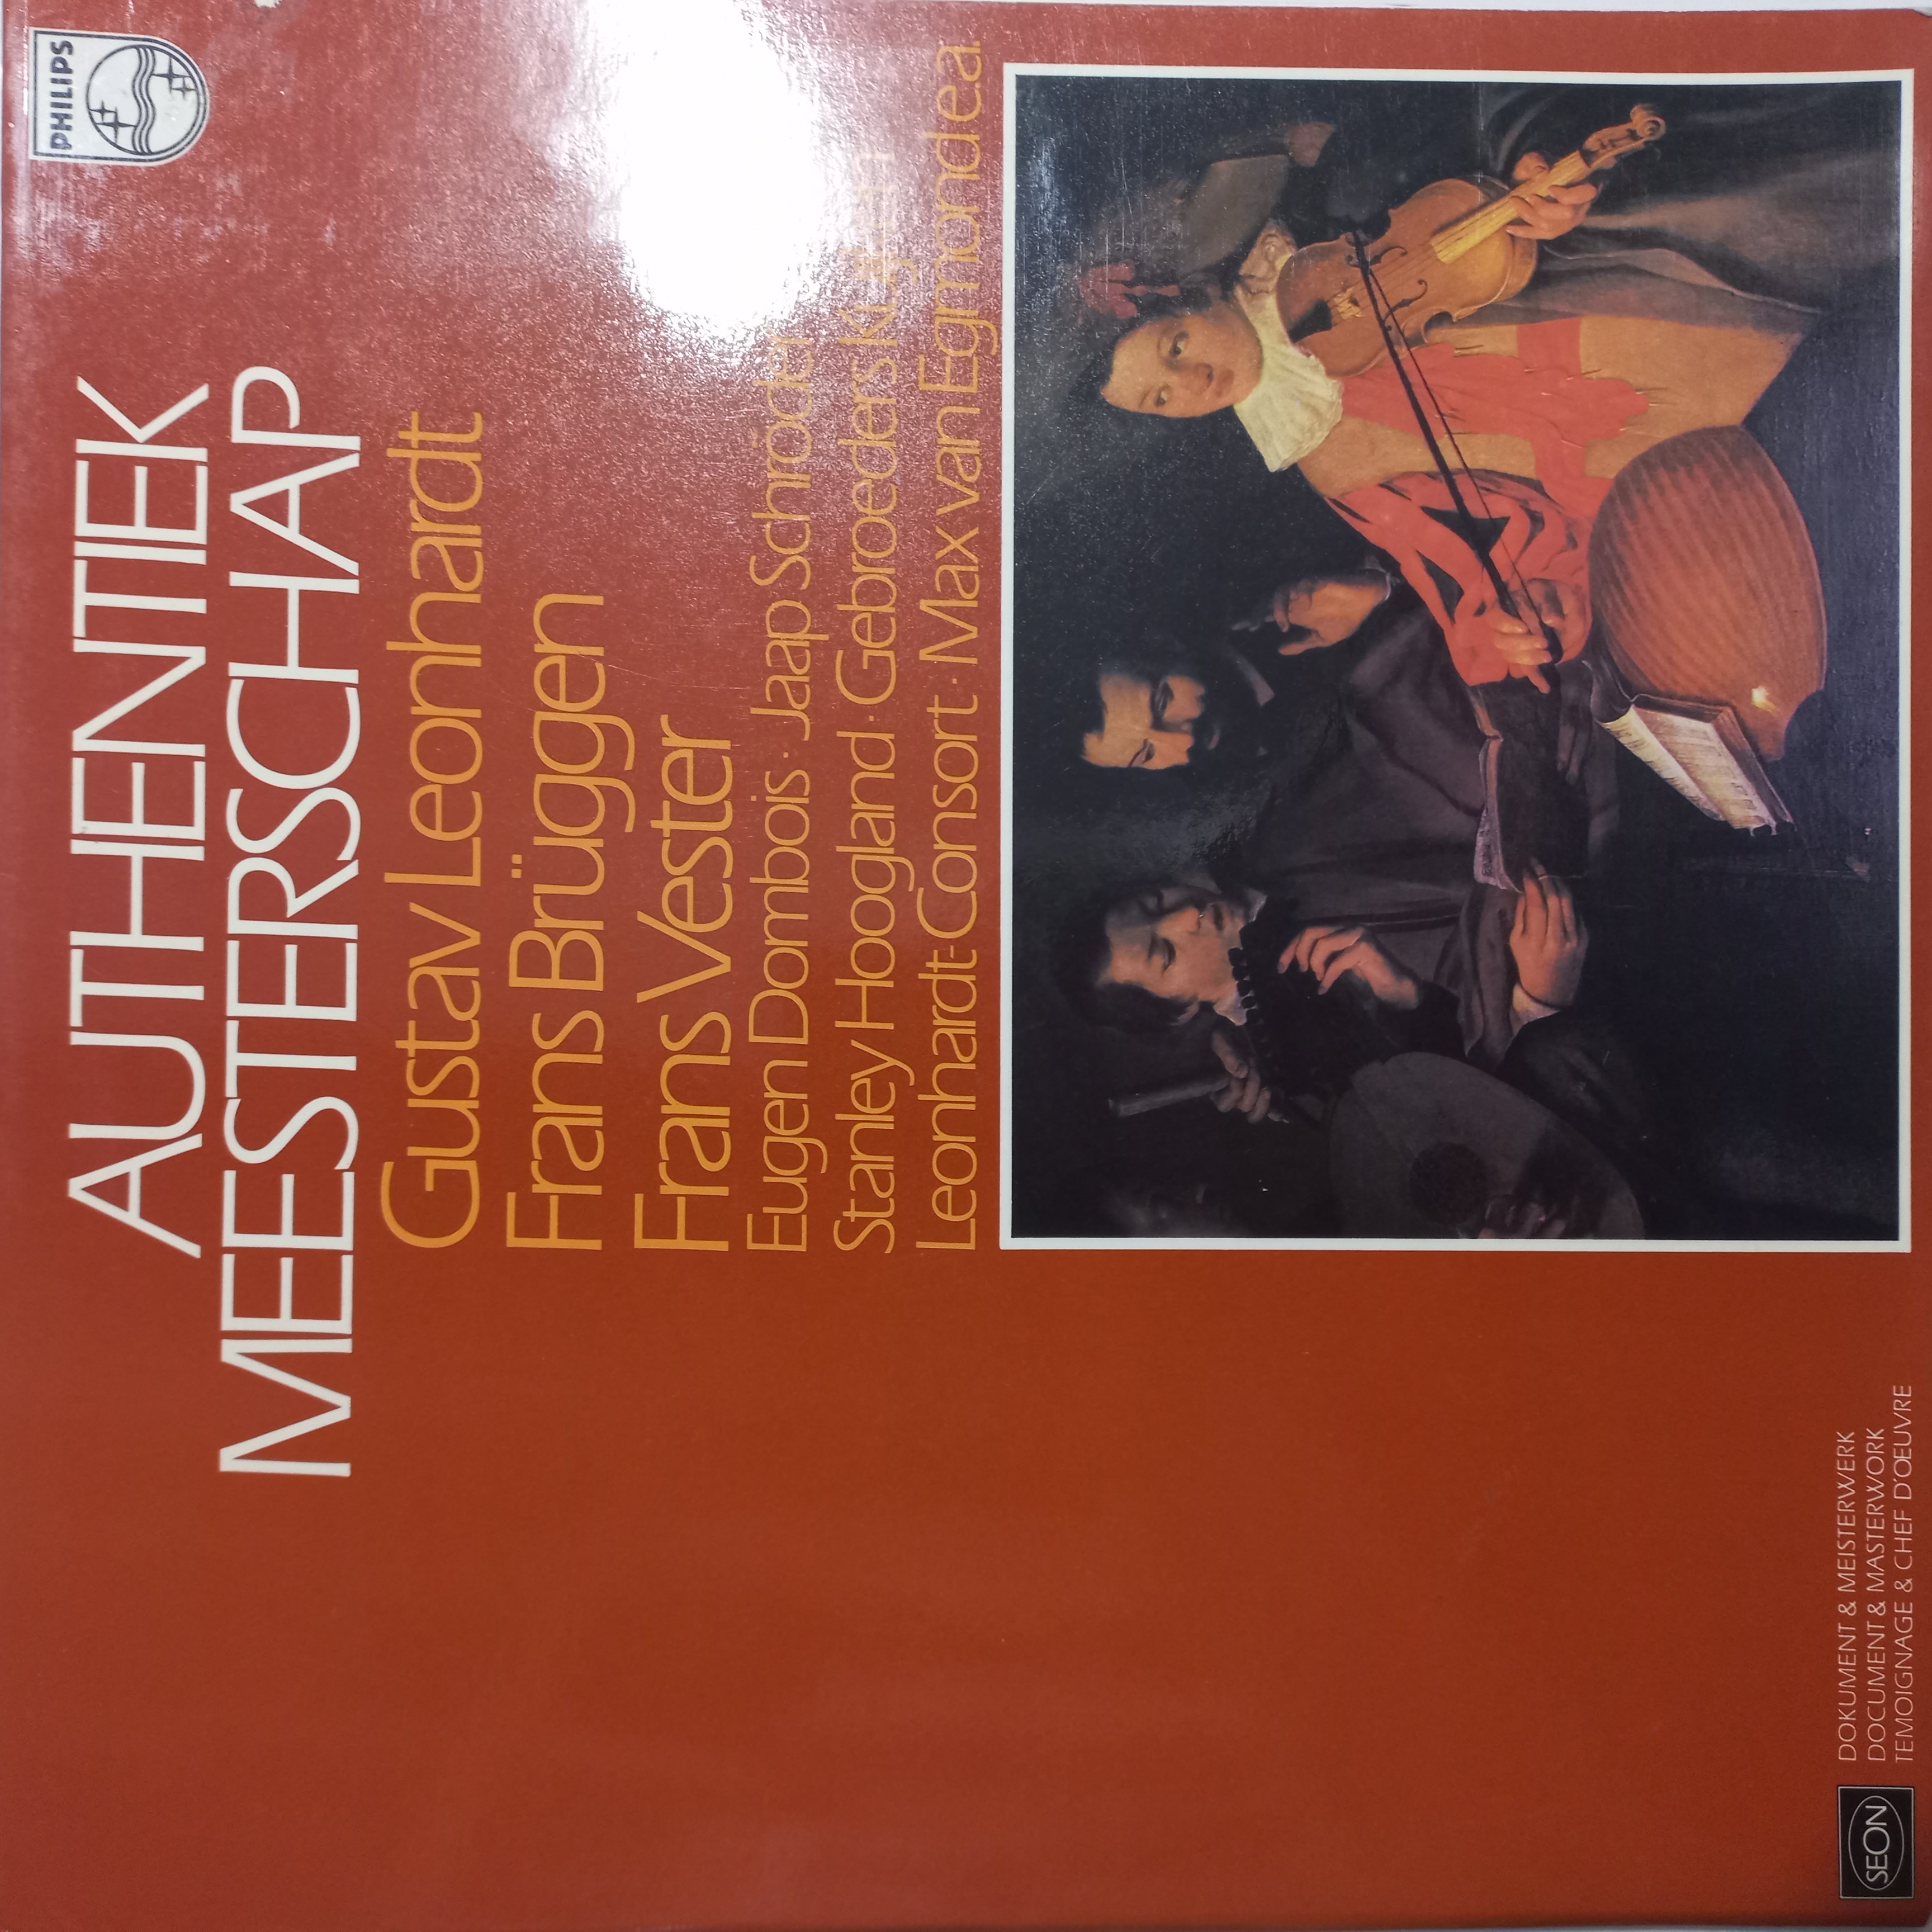 PHILIPS
AUTHENTIEK
MEESTERSCHAP
Gustav Leonhardt
Frans Brüggen
Frans Vester
Eugen Dombois · Jaap Schröder
Stanley Hoogland · Gebroeders Kuijken
Leonhardt-Consort · Max van Egmond e.a.
SEON
DOKUMENT & MEISTERWERK
DOCUMENT & MASTERWORK
TEMOIGNAGE & CHEF D'OEUVRE